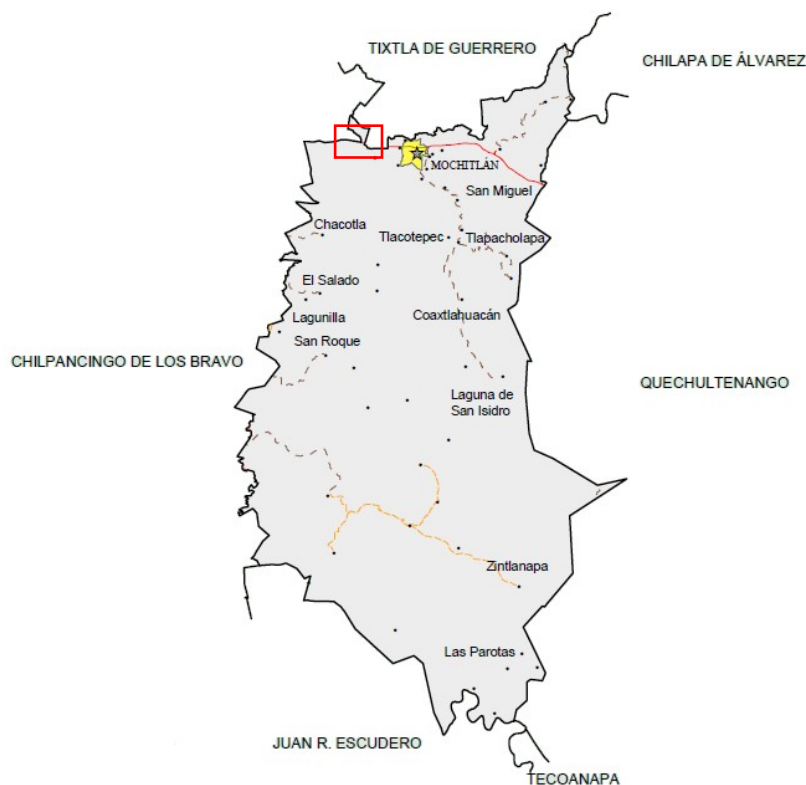 TIXTLA DE GUERRERO
CHILAPA DE ÁLVAREZ
MOCHITLÁN
San Miguel
Chacotla
Tlacotepec
Tlapacholapa
El Salado
Lagunilla
Coaxtlahuacán
San Roque
CHILPANCINGO DE LOS BRAVO
QUECHULTENANGO
Laguna de
San Isidro
Zintlanapa
Las Parotas
JUAN R. ESCUDERO
TECOANAPA